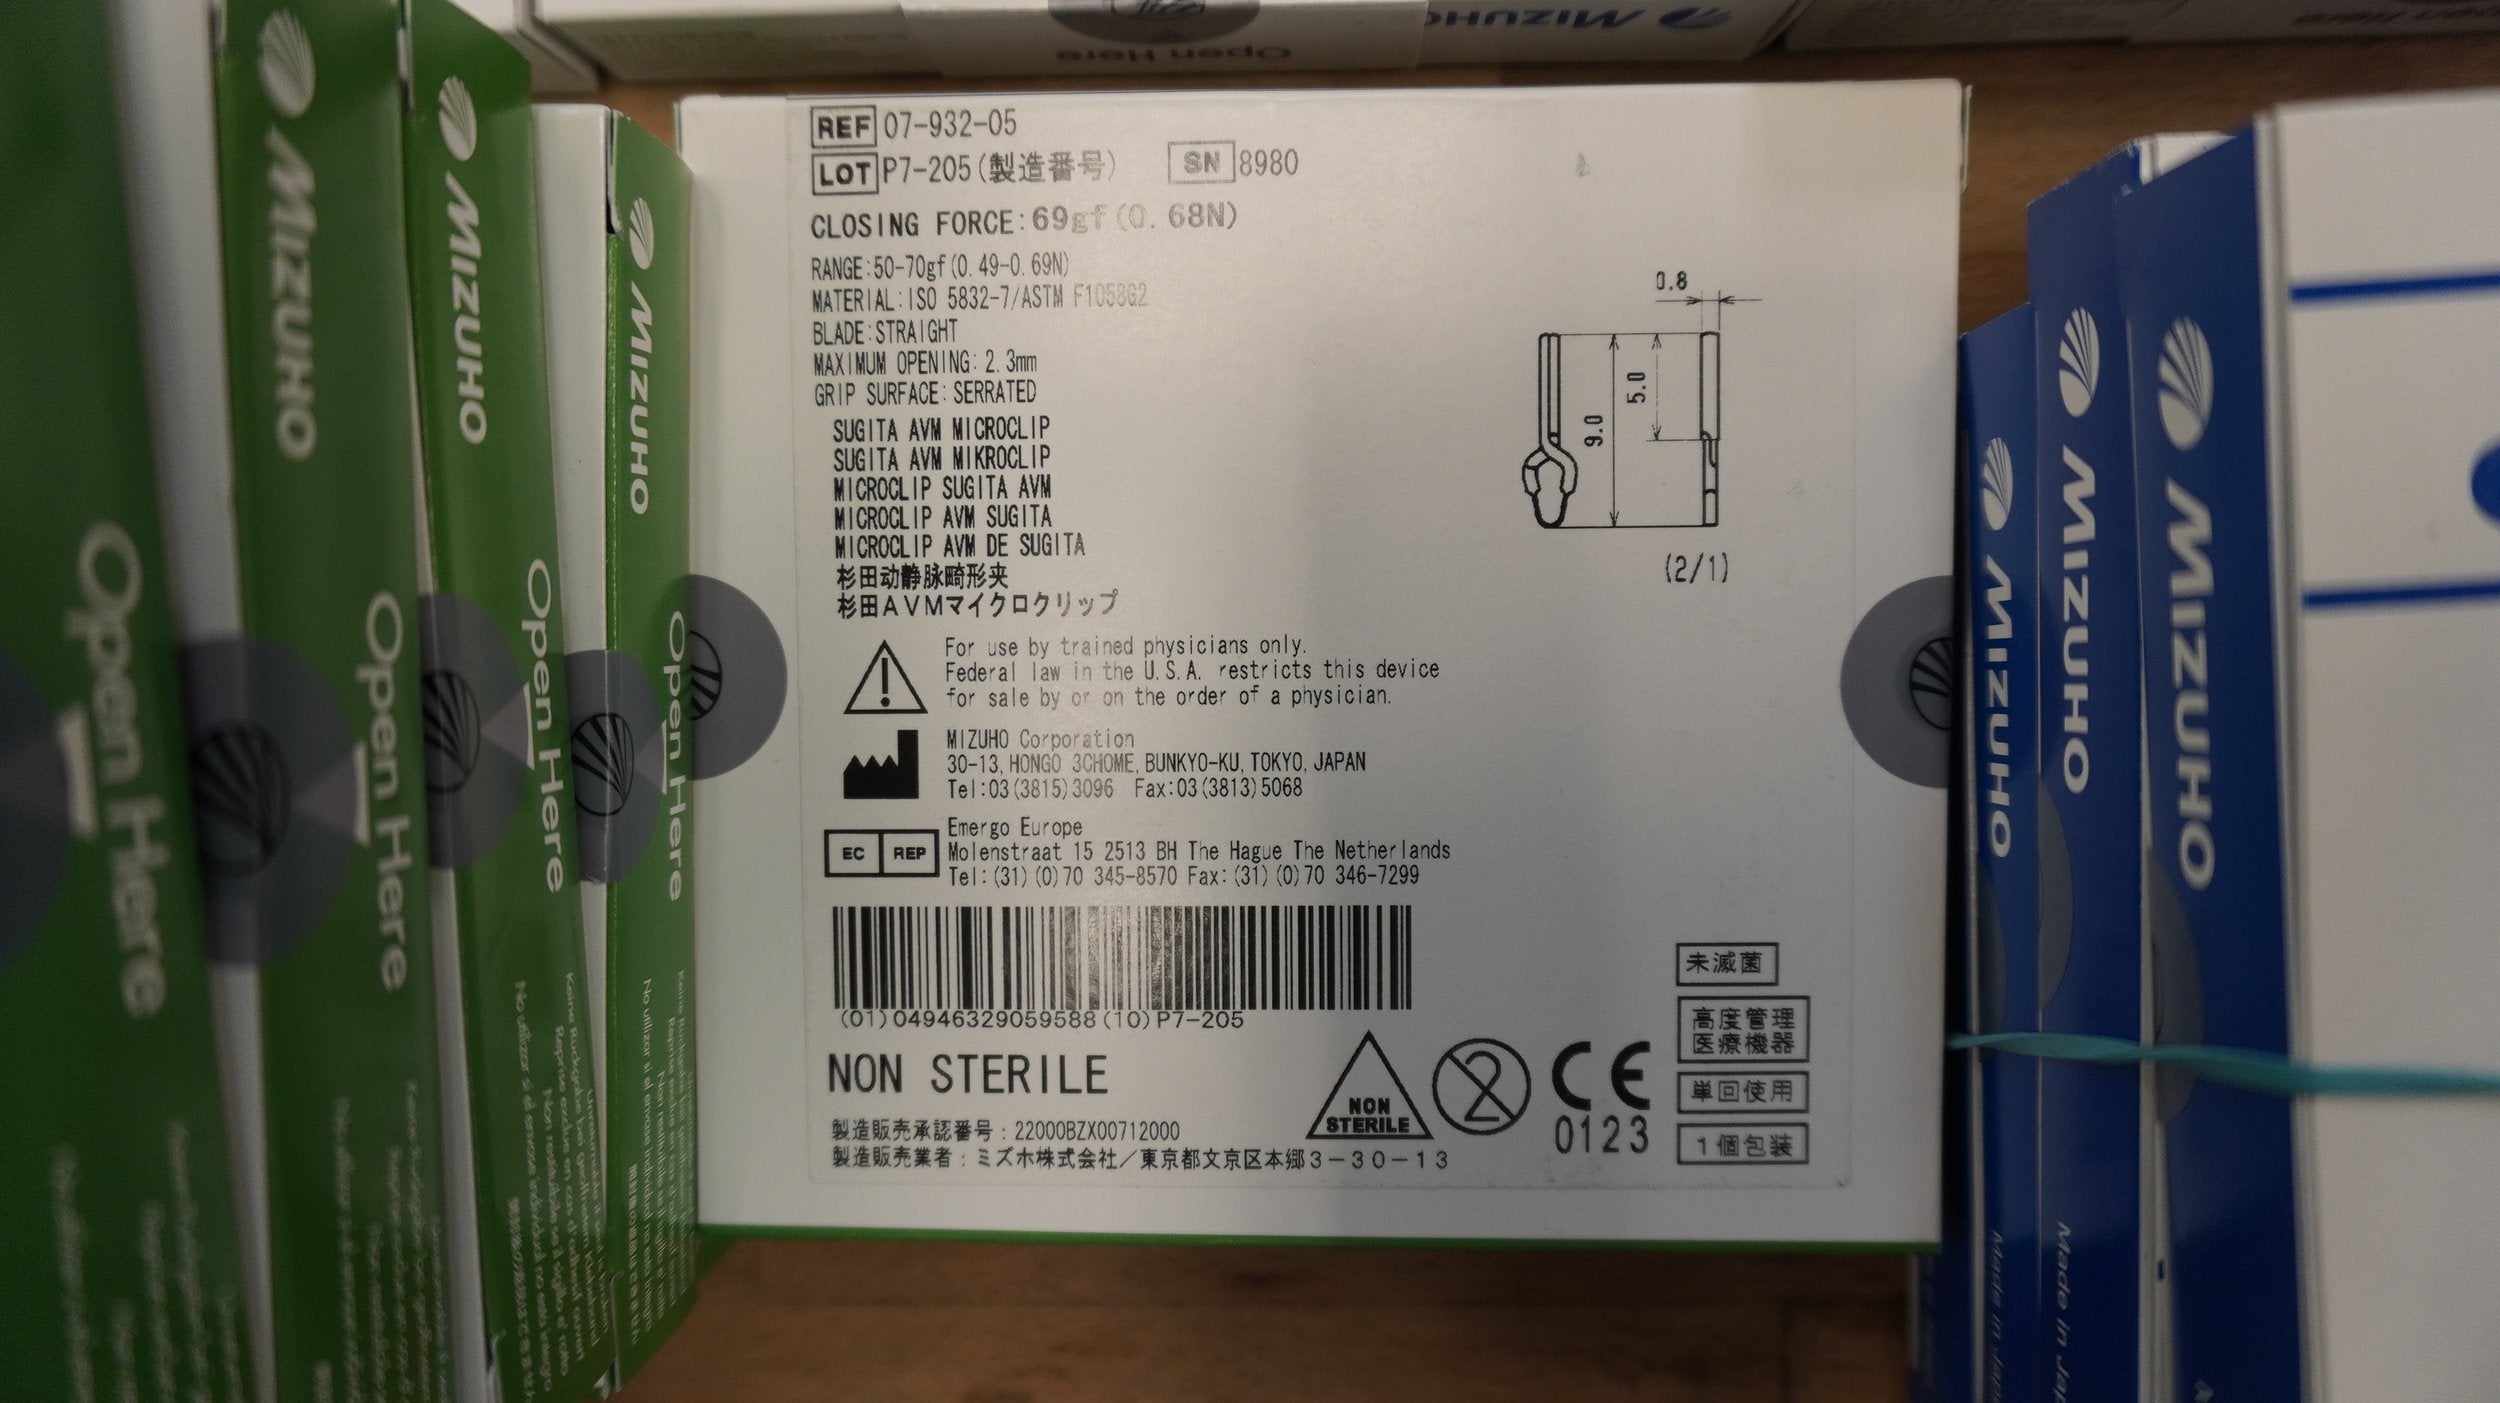 Open Here
MIZUHO
REF 07-932-05
LOT P7-205(製造番号) SN 8980
CLOSING FORCE:69gf(0.68N)
RANGE:50-70gf(0.49-0.69N)
MATERIAL:ISO 5832-7/ASTM F1058G2
BLADE:STRAIGHT
MAXIMUM OPENING:2.3mm
GRIP SURFACE:SERRATED
SUGITA AVM MICROCLIP
SUGITA AVM MIKROCLIP
MICROCLIP SUGITA AVM
MICROCLIP AVM SUGITA
MICROCLIP AVM DE SUGITA
杉田动静脉畸形夹
杉田AVMマイクロクリップ
0.8
5.0
9.0
(2/1)
For use by trained physicians only.
Federal law in the U.S.A. restricts this device
for sale by or on the order of a physician.
MIZUHO Corporation
30-13, HONGO 3CHOME, BUNKYO-KU, TOKYO, JAPAN
Tel:03(3815)3096 Fax:03(3813)5068
EC REP
Emergo Europe
Molenstraat 15 2513 BH The Hague The Netherlands
Tel:(31)(0)70 345-8570 Fax:(31)(0)70 346-7299
(01)04946329059588(10)P7-205
NON STERILE
製造販売承認番号:22000BZX00712000
製造販売業者:ミズホ株式会社/東京都文京区本郷3-30-13
NON
STERILE
2
CE
0123
未滅菌
高度管理
医療機器
単回使用
1個包装
MIZUHO
Open Here
MIZUHO
Open Here
MIZUHO
Open Here
Open Here
MIZUHO
MIZUHO
Made in
MIZUHO
Made in